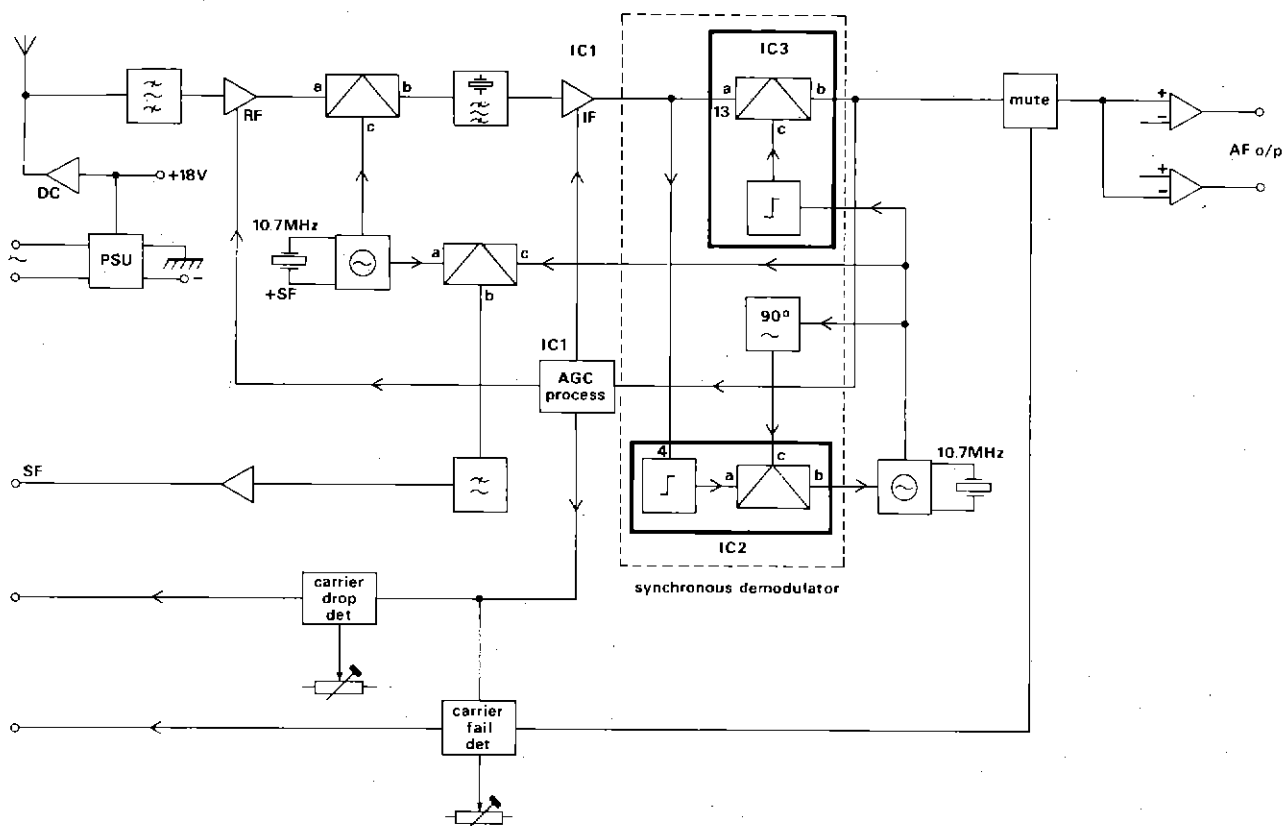 IC1
IC3
a
b
a
13
b
RF
c
IF
c
mute
+
-
+
-
AF o/p
DC
+18V
PSU
-
10.7MHz
+SF
a
c
b
90°
IC1
AGC
process
SF
4
a
c
b
10.7MHz
IC2
synchronous demodulator
carrier
drop
det
carrier
fail
det